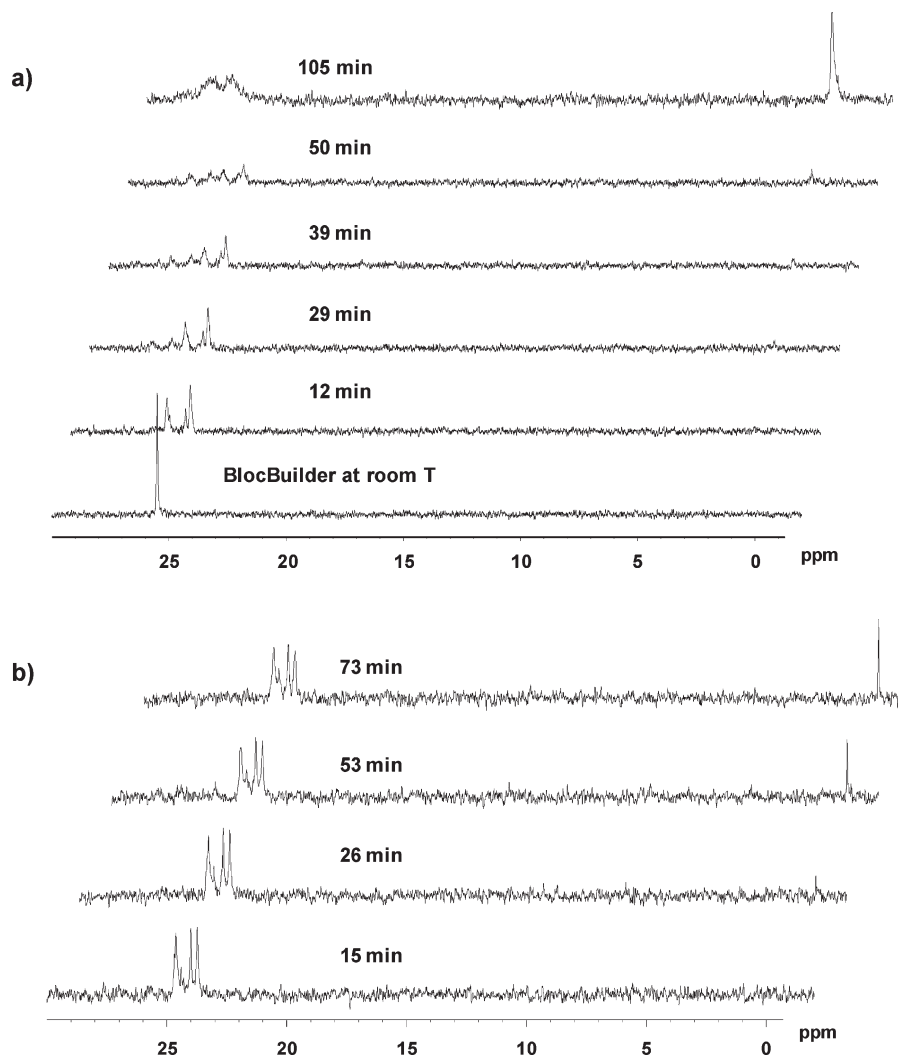 a)
105 min
50 min
39 min
29 min
12 min
BlocBuilder at room T
25 20 15 10 5 0 ppm
b)
73 min
53 min
26 min
15 min
25 20 15 10 5 0 ppm